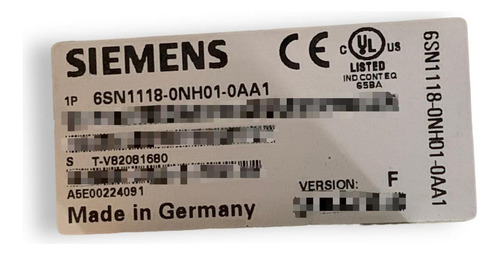 SIEMENS
CE
C UL US
LISTED
IND CONT EQ
65BA
1P 6SN1118-0NH01-0AA1
S T-V82081680
A5E00224091
VERSION: F
Made in Germany
6SN1118-0NH01-0AA1